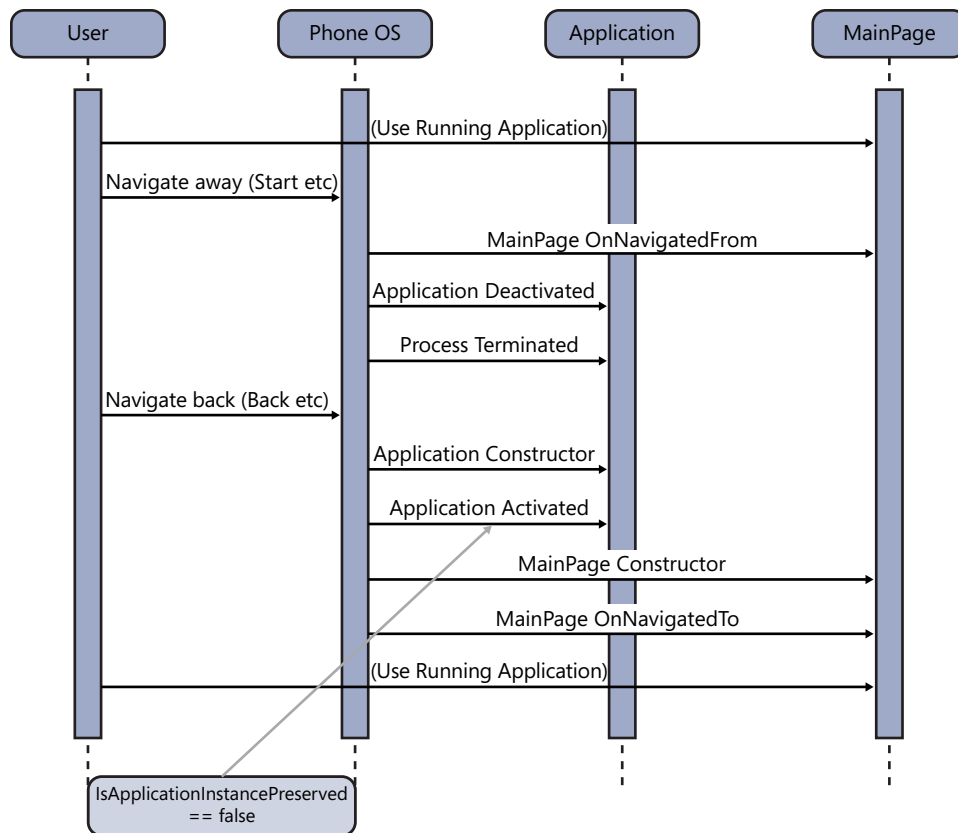 User
Phone OS
Application
MainPage
(Use Running Application)
Navigate away (Start etc)
MainPage OnNavigatedFrom
Application Deactivated
Process Terminated
Navigate back (Back etc)
Application Constructor
Application Activated
MainPage Constructor
MainPage OnNavigatedTo
(Use Running Application)
IsApplicationInstancePreserved
== false